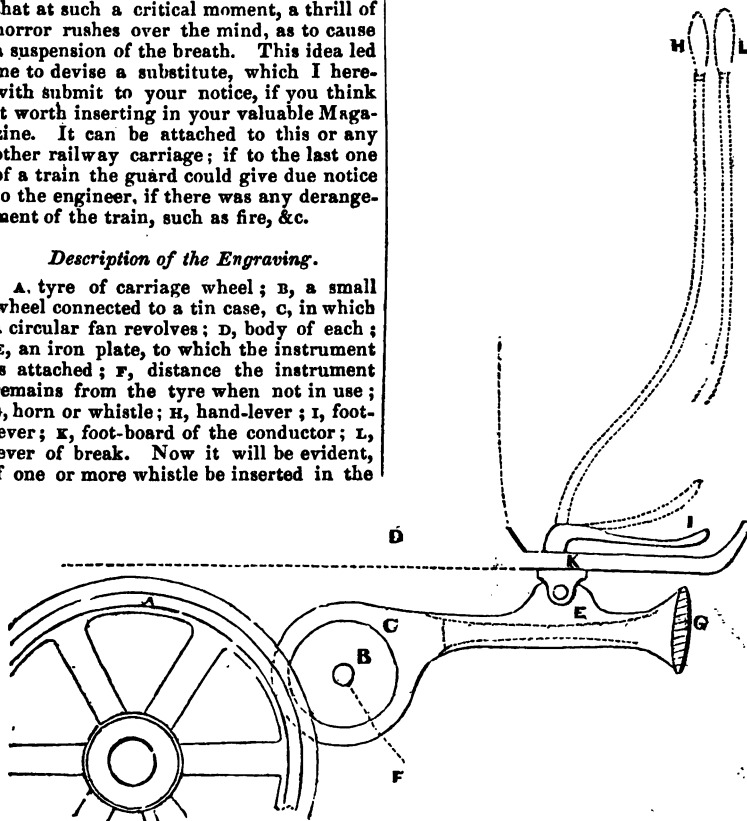 hat at such a critical moment, a thrill of
horror rushes over the mind, as to cause
a suspension of the breath. This idea led
me to devise a substitute, which I here-
with submit to your notice, if you think
it worth inserting in your valuable Maga-
zine. It can be attached to this or any
other railway carriage; if to the last one
of a train the guard could give due notice
to the engineer, if there was any derange-
ment of the train, such as fire, &c.
Description of the Engraving.
A, tyre of carriage wheel; B, a small
wheel connected to a tin case, C, in which
a circular fan revolves; D, body of each;
E, an iron plate, to which the instrument
is attached; F, distance the instrument
remains from the tyre when not in use;
G, horn or whistle; H, hand-lever; I, foot-
lever; K, foot-board of the conductor; L,
lever of break. Now it will be evident,
if one or more whistle be inserted in the
H L
I
D
K
A
E
C
G
B
F